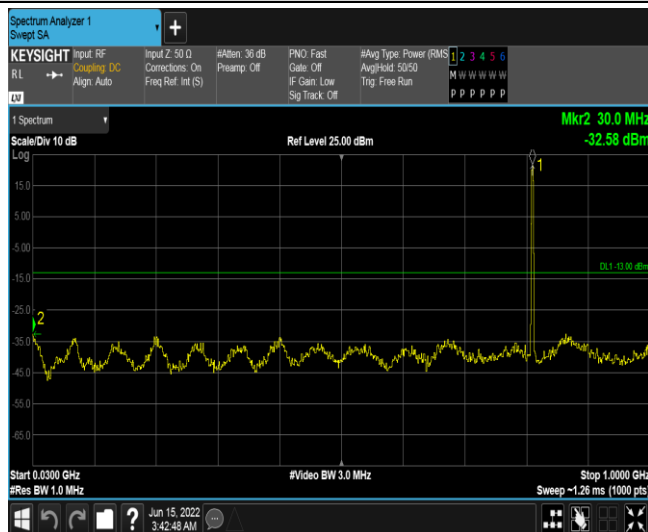 Spectrum Analyzer 1
Swept SA
+
KEYSIGHT
RL
LXI
Input: RF
Coupling: DC
Align: Auto
Input Z: 50 Ω
Corrections: On
Freq Ref: Int (S)
#Atten: 36 dB
Preamp: Off
PNO: Fast
Gate: Off
IF Gain: Low
Sig Track: Off
#Avg Type: Power (RMS
Avg|Hold: 50/50
Trig: Free Run
1 2 3 4 5 6
M W W W W W
P P P P P P
1 Spectrum
Scale/Div 10 dB
Ref Level 25.00 dBm
Mkr2 30.0 MHz
-32.58 dBm
Log
15.0
5.00
-5.00
-15.0
-25.0
-35.0
-45.0
-55.0
-65.0
1
2
DL1 -13.00 dBm
Start 0.0300 GHz
#Res BW 1.0 MHz
#Video BW 3.0 MHz
Stop 1.0000 GHz
Sweep ~1.26 ms (1000 pts)
?
Jun 15, 2022
3:42:48 AM